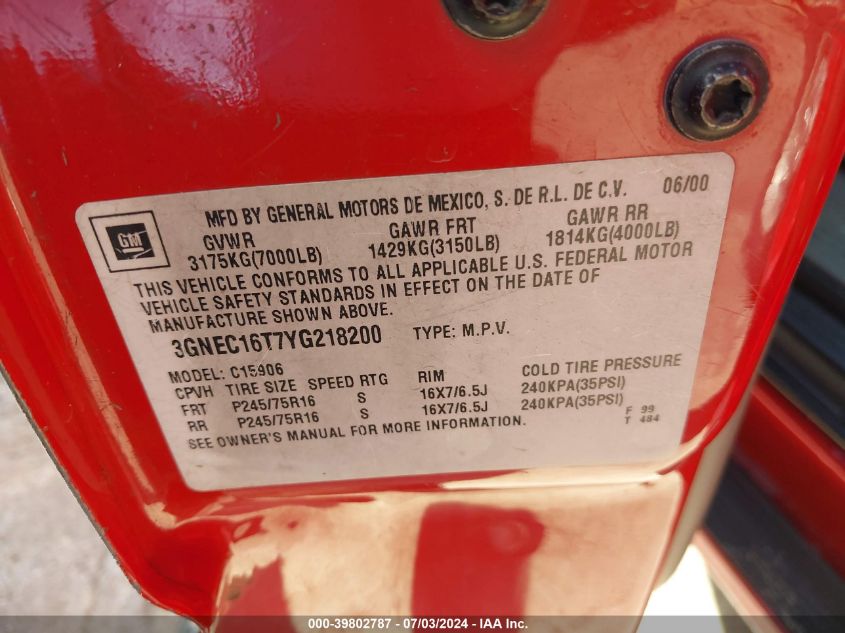 MFD BY GENERAL MOTORS DE MEXICO, S. DE R.L. DE C.V. 06/00
GM
GVWR GAWR FRT GAWR RR
3175KG(7000LB) 1429KG(3150LB) 1814KG(4000LB)
THIS VEHICLE CONFORMS TO ALL APPLICABLE U.S. FEDERAL MOTOR
VEHICLE SAFETY STANDARDS IN EFFECT ON THE DATE OF
MANUFACTURE SHOWN ABOVE.
3GNEC16T7YG218200 TYPE: M.P.V.
MODEL: C15906
CPVH TIRE SIZE SPEED RTG RIM COLD TIRE PRESSURE
FRT P245/75R16 S 16X7/6.5J 240KPA(35PSI)
RR P245/75R16 S 16X7/6.5J 240KPA(35PSI)
SEE OWNER'S MANUAL FOR MORE INFORMATION.
F 99
T 484
000-39802787 - 07/03/2024 - IAA Inc.